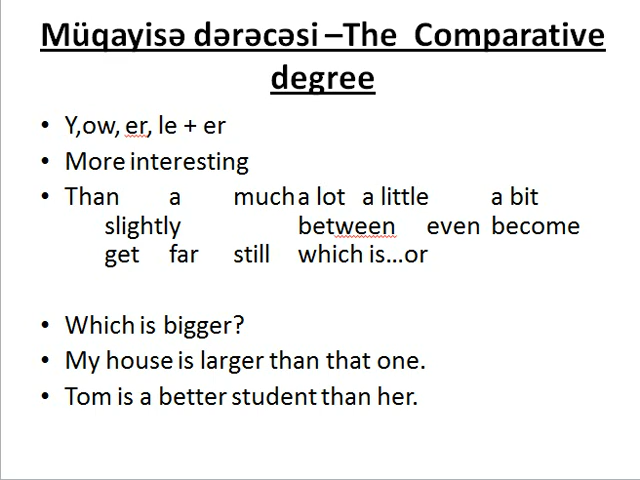 Müqayisə dərəcəsi –The Comparative
degree
• Y,ow, er, le + er
• More interesting
• Than a much a lot a little a bit
slightly between even become
get far still which is...or
• Which is bigger?
• My house is larger than that one.
• Tom is a better student than her.